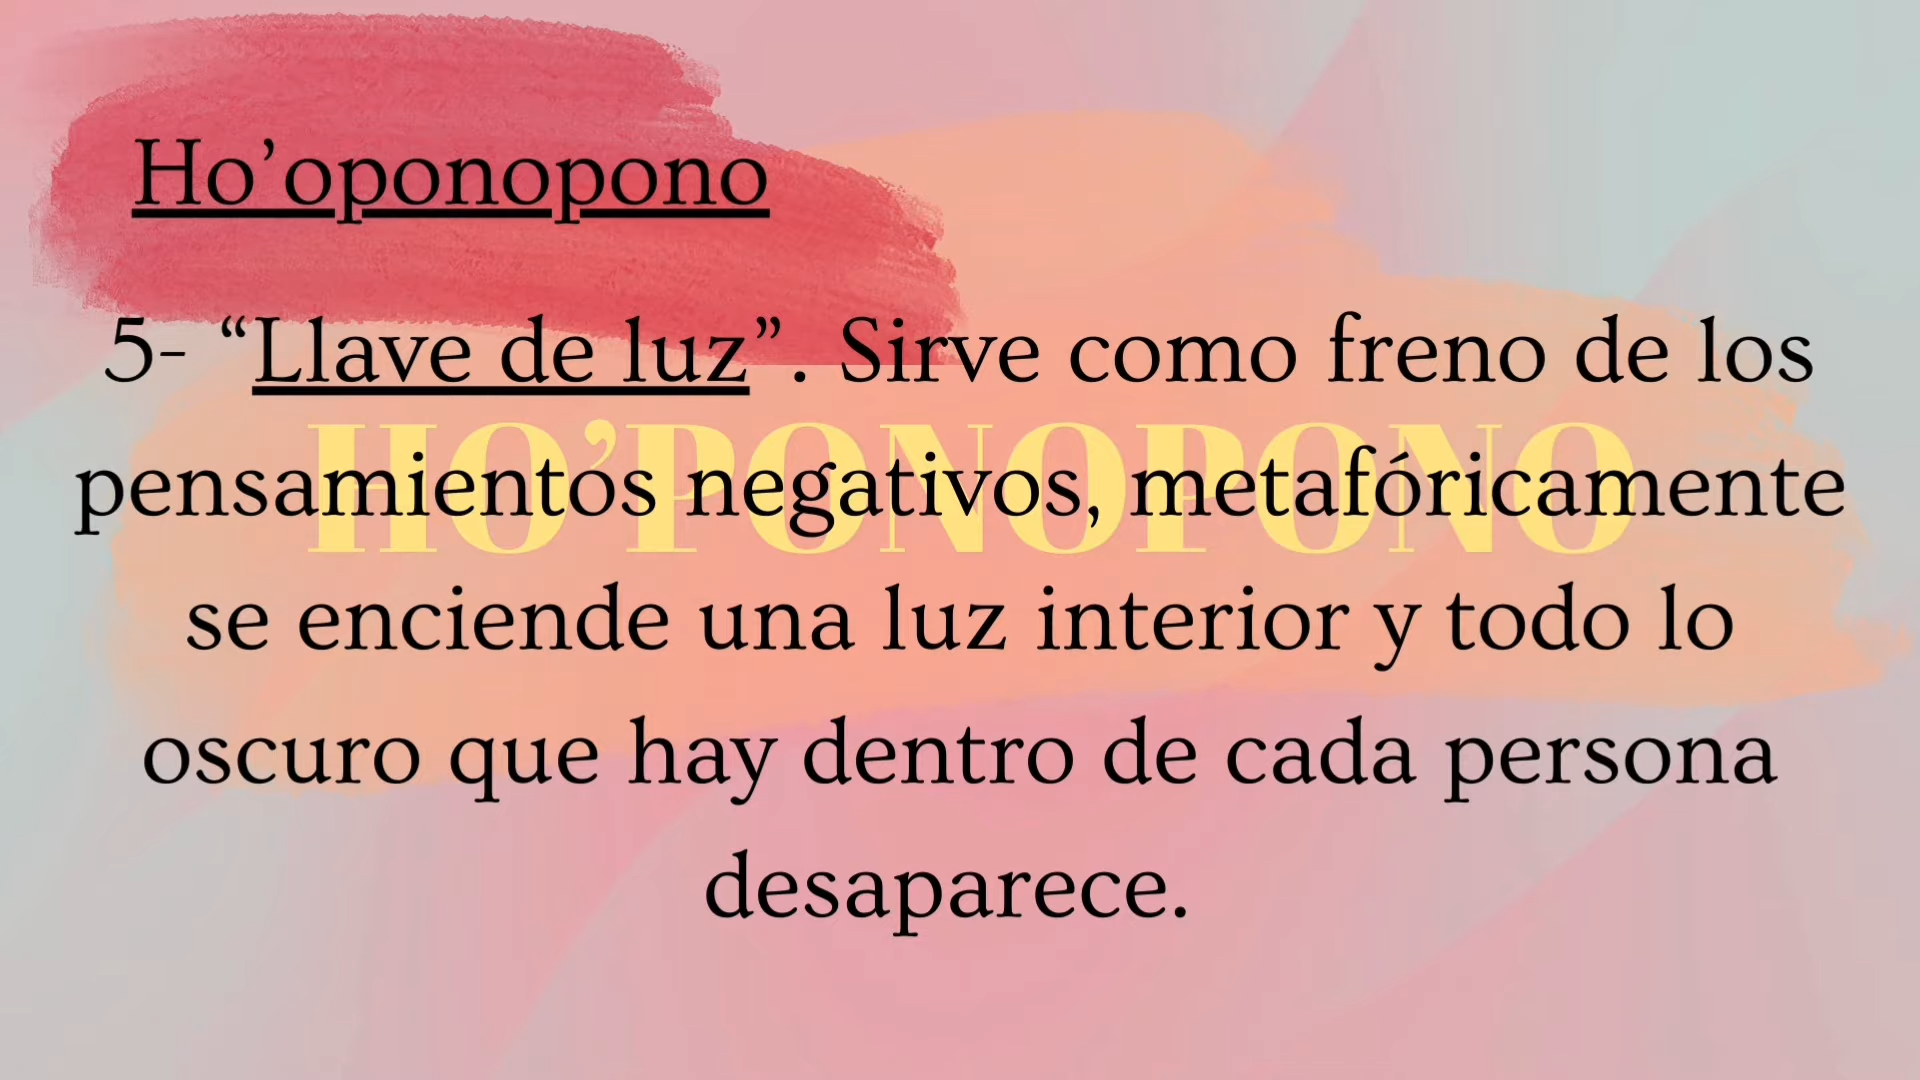 Ho’oponopono
5- “Llave de luz”. Sirve como freno de los
HO’PONOPONO
pensamientos negativos, metafóricamente
se enciende una luz interior y todo lo
oscuro que hay dentro de cada persona
desaparece.